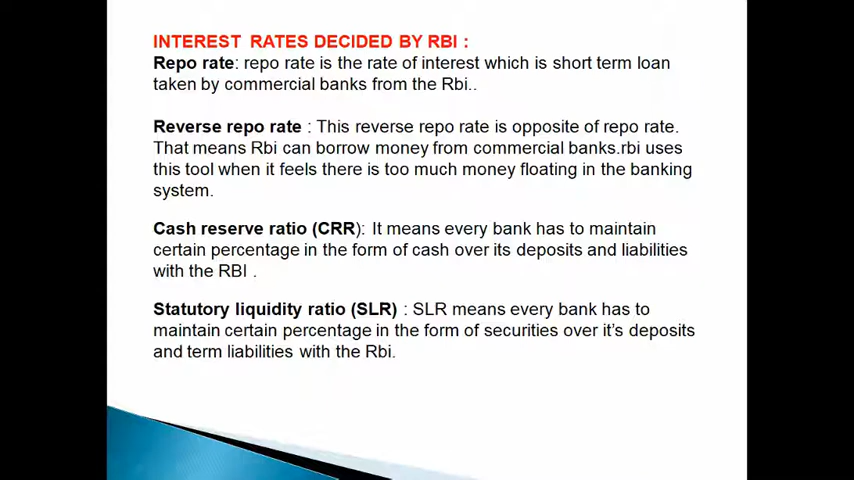 INTEREST RATES DECIDED BY RBI :
Repo rate: repo rate is the rate of interest which is short term loan
taken by commercial banks from the Rbi..
Reverse repo rate : This reverse repo rate is opposite of repo rate.
That means Rbi can borrow money from commercial banks.rbi uses
this tool when it feels there is too much money floating in the banking
system.
Cash reserve ratio (CRR): It means every bank has to maintain
certain percentage in the form of cash over its deposits and liabilities
with the RBI .
Statutory liquidity ratio (SLR) : SLR means every bank has to
maintain certain percentage in the form of securities over it’s deposits
and term liabilities with the Rbi.